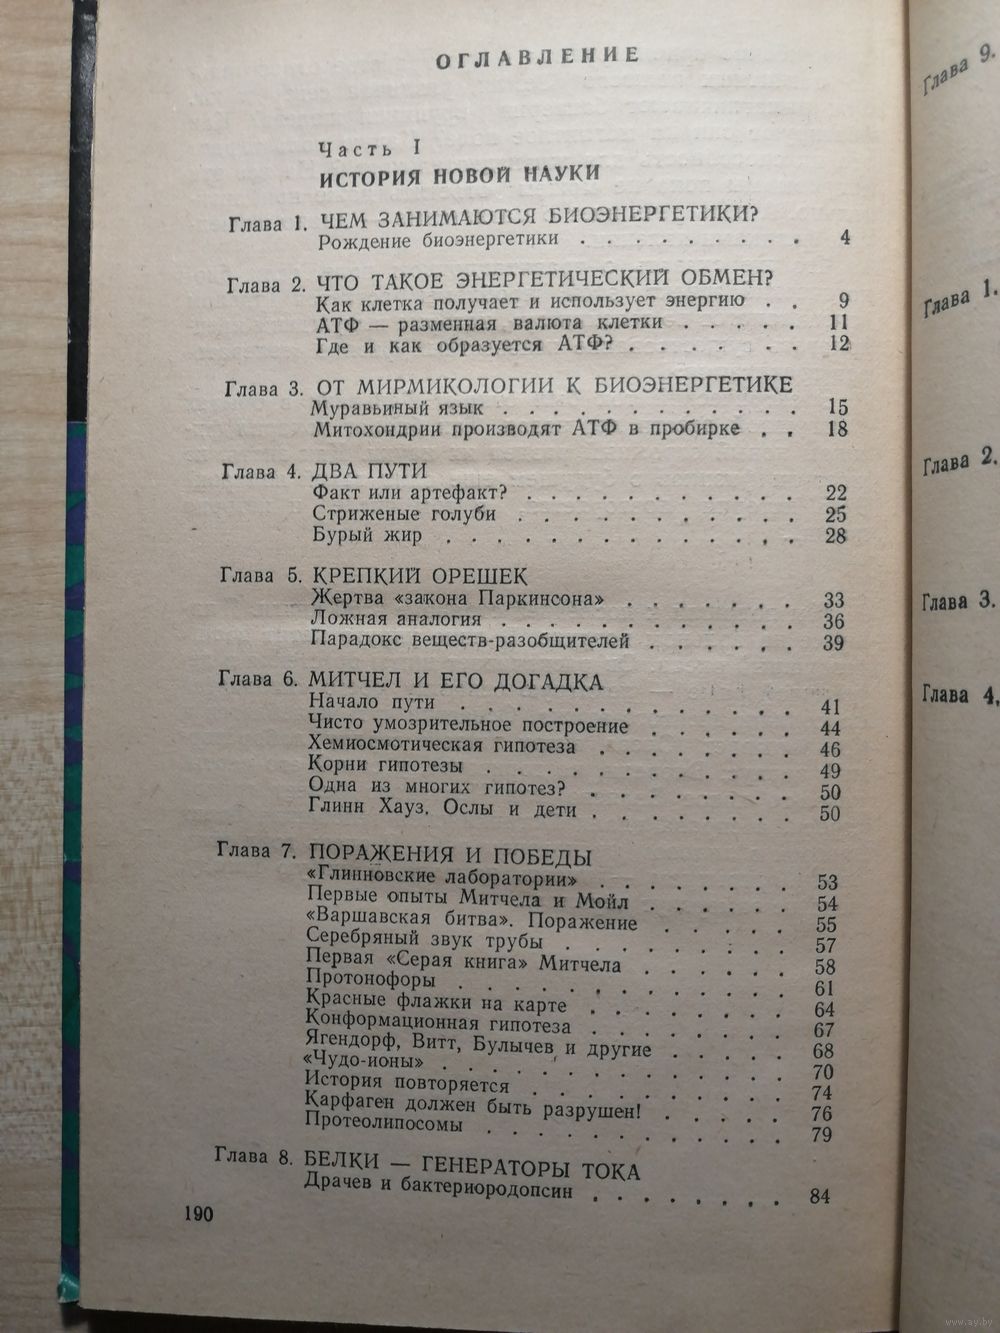 ОГЛАВЛЕНИЕ
Часть I
ИСТОРИЯ НОВОЙ НАУКИ
Глава 1. ЧЕМ ЗАНИМАЮТСЯ БИОЭНЕРГЕТИКИ?
Рождение биоэнергетики . . . . . . . . . 4
Глава 2. ЧТО ТАКОЕ ЭНЕРГЕТИЧЕСКИЙ ОБМЕН?
Как клетка получает и использует энергию . . 9
АТФ — разменная валюта клетки . . . . . 11
Где и как образуется АТФ? . . . . . . . 12
Глава 3. ОТ МИРМИКОЛОГИИ К БИОЭНЕРГЕТИКЕ
Муравьиный язык . . . . . . . . . . . . 15
Митохондрии производят АТФ в пробирке . . 18
Глава 4. ДВА ПУТИ
Факт или артефакт? . . . . . . . . . . . 22
Стриженые голуби . . . . . . . . . . . 25
Бурый жир . . . . . . . . . . . . . . 28
Глава 5. КРЕПКИЙ ОРЕШЕК
Жертва «закона Паркинсона» . . . . . . . 33
Ложная аналогия . . . . . . . . . . . 36
Парадокс веществ-разобщителей . . . . . . 39
Глава 6. МИТЧЕЛ И ЕГО ДОГАДКА
Начало пути . . . . . . . . . . . . . 41
Чисто умозрительное построение . . . . . . 44
Хемиосмотическая гипотеза . . . . . . . . 46
Корни гипотезы . . . . . . . . . . . . 49
Одна из многих гипотез? . . . . . . . . 50
Глинн Хауз. Ослы и дети . . . . . . . . 50
Глава 7. ПОРАЖЕНИЯ И ПОБЕДЫ
«Глинновские лаборатории» . . . . . . . . 53
Первые опыты Митчела и Мойл . . . . . . 54
«Варшавская битва». Поражение . . . . . . 55
Серебряный звук трубы . . . . . . . . . 57
Первая «Серая книга» Митчела . . . . . . 58
Протонофоры . . . . . . . . . . . . . 61
Красные флажки на карте . . . . . . . . 64
Конформационная гипотеза . . . . . . . . 67
Ягендорф, Витт, Булычев и другие . . . . . 68
«Чудо-ионы» . . . . . . . . . . . . . 70
История повторяется . . . . . . . . . . 74
Карфаген должен быть разрушен! . . . . . 76
Протеолипосомы . . . . . . . . . . . . 79
Глава 8. БЕЛКИ — ГЕНЕРАТОРЫ ТОКА
Драчев и бактериородопсин . . . . . . . . 84
190
Глава 9.
Глава 1.
Глава 2.
Глава 3.
Глава 4.
www.ay.by